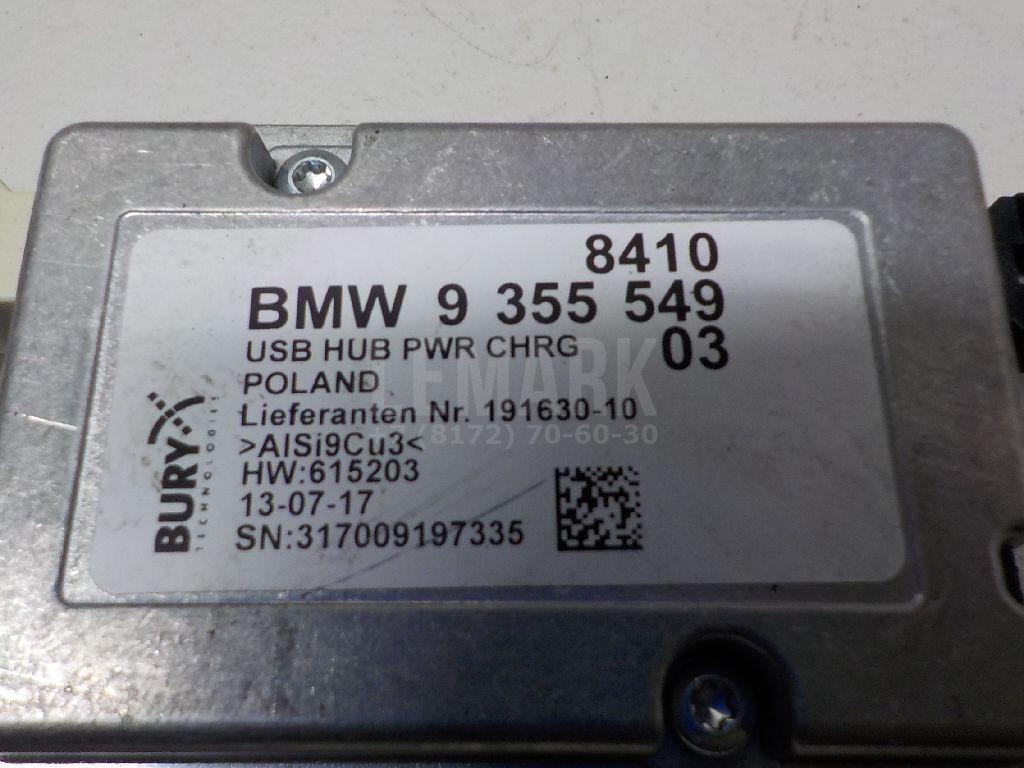 8410
BMW 9 355 549
USB HUB PWR CHRG 03
POLAND
Lieferanten Nr. 191630-10
>AlSi9Cu3<
HW:615203
13-07-17
SN:317009197335
BURY
TECHNOLOGIES
LEMARK
(8172) 70-60-30